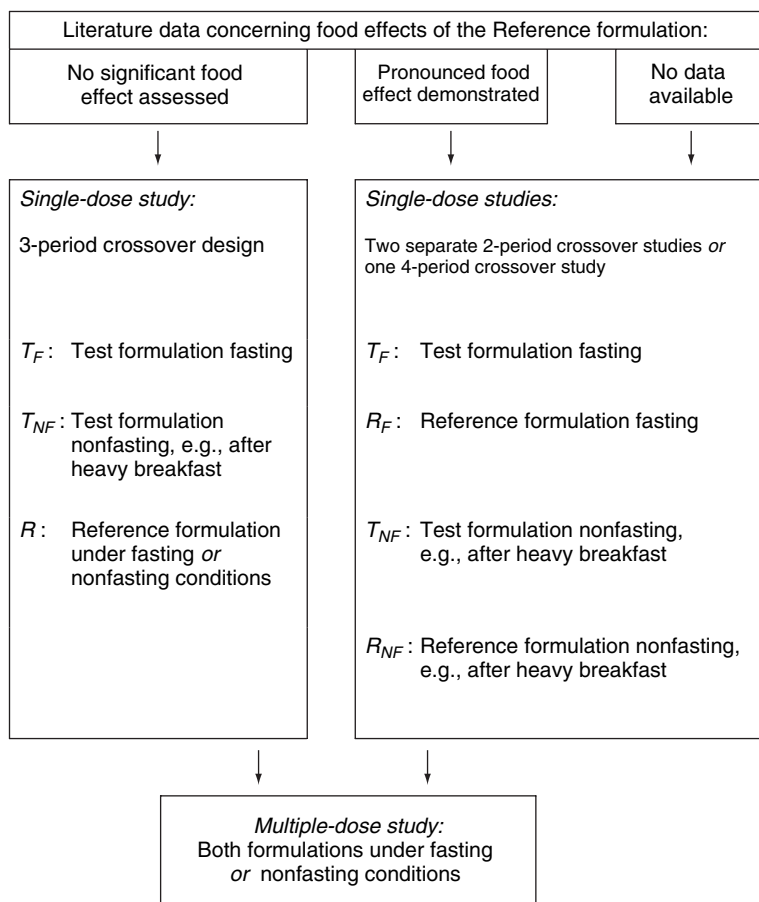 Literature data concerning food effects of the Reference formulation:
No significant food
effect assessed
Pronounced food
effect demonstrated
No data
available
Single-dose study:
3-period crossover design
T_F : Test formulation fasting
T_NF : Test formulation
nonfasting, e.g., after
heavy breakfast
R : Reference formulation
under fasting or
nonfasting conditions
Single-dose studies:
Two separate 2-period crossover studies or
one 4-period crossover study
T_F : Test formulation fasting
R_F : Reference formulation fasting
T_NF : Test formulation nonfasting,
e.g., after heavy breakfast
R_NF : Reference formulation nonfasting,
e.g., after heavy breakfast
Multiple-dose study:
Both formulations under fasting
or nonfasting conditions